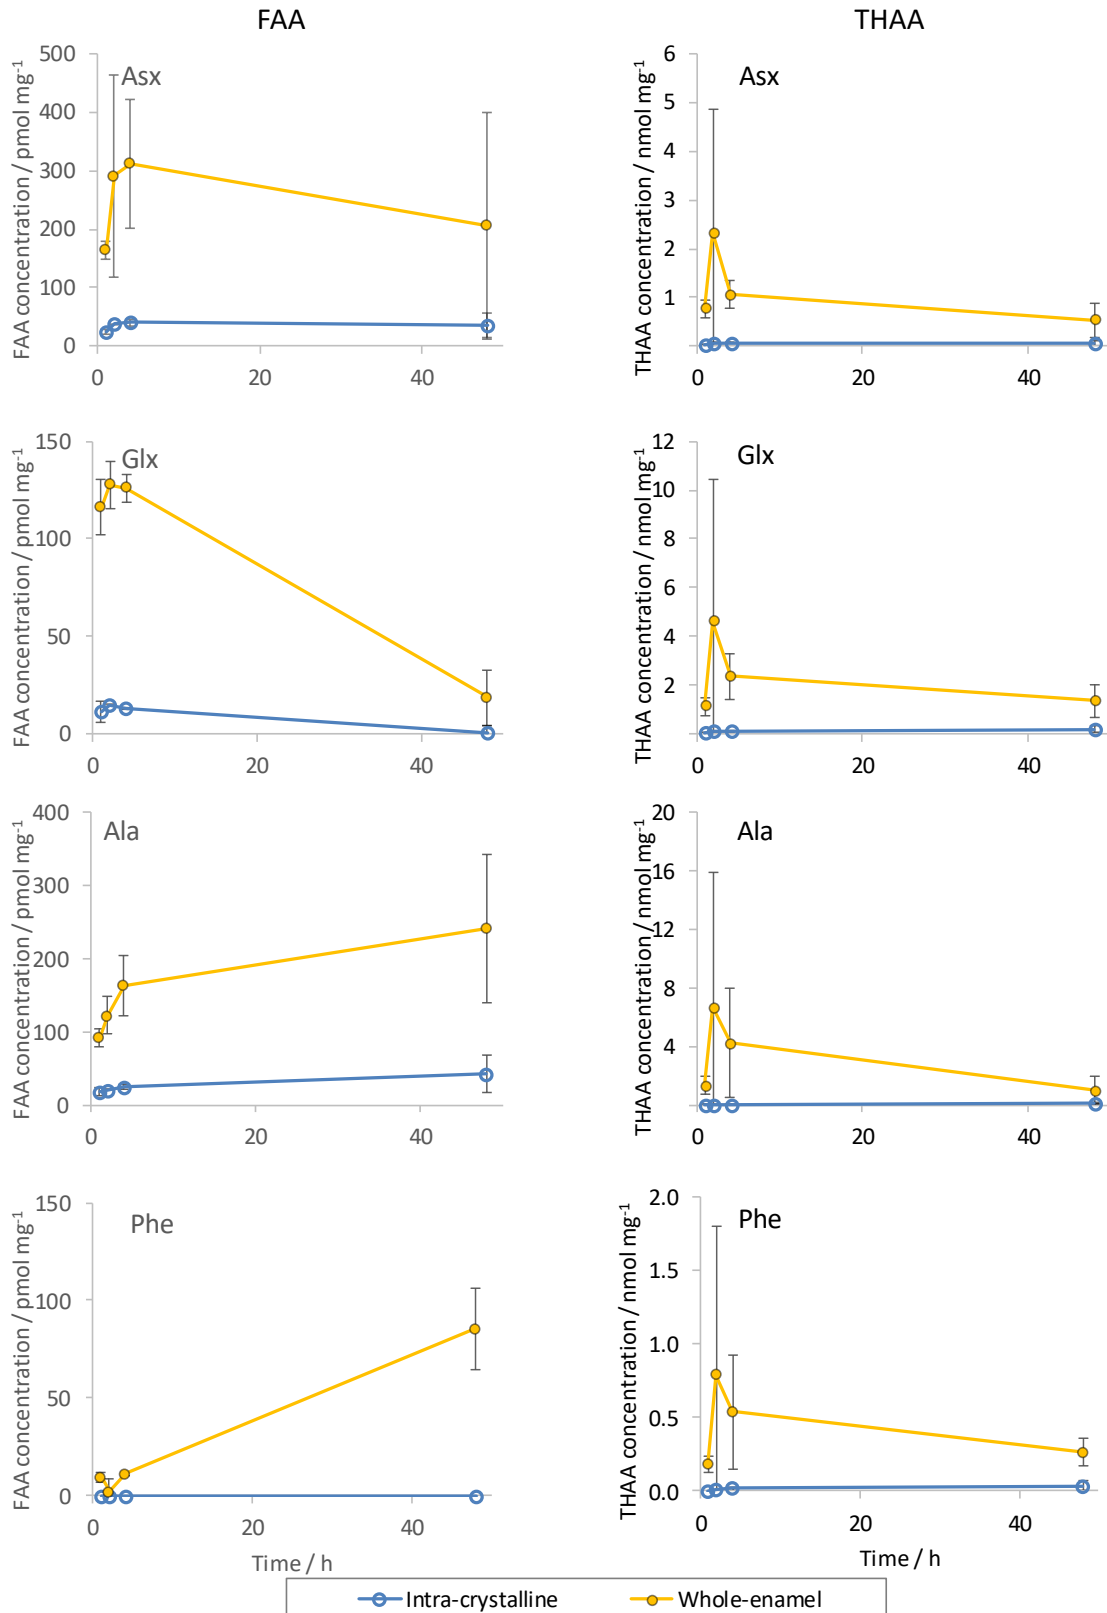 FAA
THAA
Asx
500
400
300
200
100
0
0
20
40
FAA concentration / pmol mg-1
Asx
6
5
4
3
2
1
0
20
40
THAA concentration / nmol mg-1
Glx
150
100
50
0
0
20
40
FAA concentration / pmol mg-1
Glx
12
10
8
6
4
2
0
20
40
THAA concentration / nmol mg-1
Ala
400
300
200
100
0
0
20
40
FAA concentration / pmol mg-1
Ala
20
16
12
8
4
0
20
40
THAA concentration / nmol mg-1
Phe
150
100
50
0
0
20
40
FAA concentration / pmol mg-1
Time / h
Phe
2.0
1.5
1.0
0.5
0.0
0
20
40
THAA concentration / nmol mg-1
Time / h
Intra-crystalline
Whole-enamel